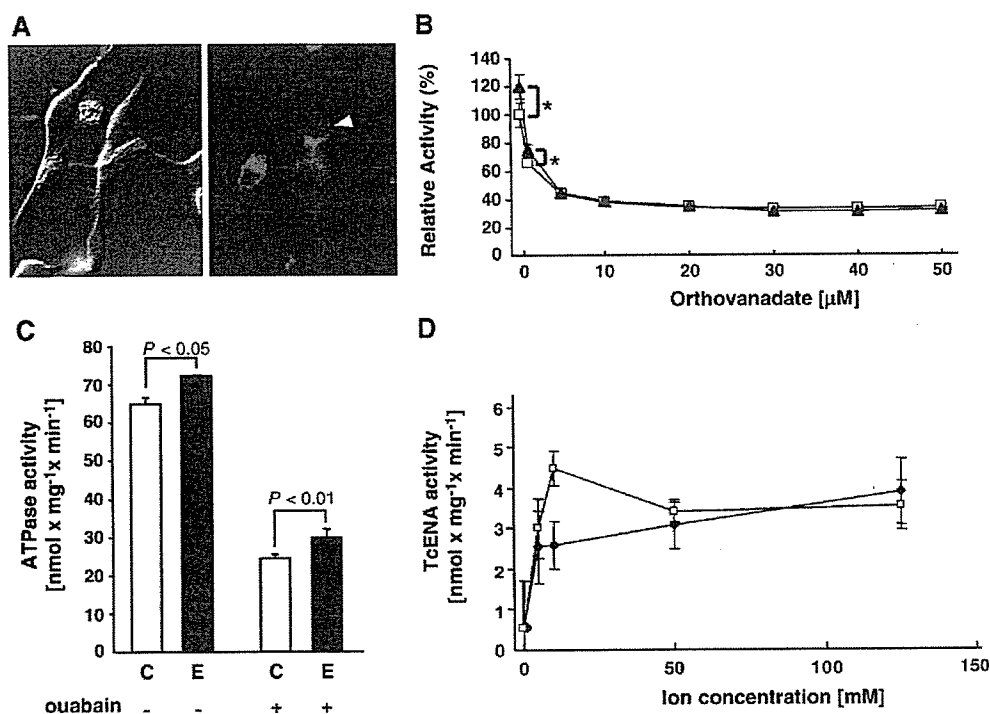 A
B
Relative Activity (%)
140
120
100
80
60
40
20
0
*
*
0 10 20 30 40 50
Orthovanadate [μM]
C
ATPase activity
[nmol x mg-1x min-1]
80
70
60
50
40
30
20
10
0
P < 0.05
P < 0.01
C E C E
ouabain - - + +
D
TcENA activity
[nmol x mg-1x min-1]
6
5
4
3
2
1
0
0 50 100 150
Ion concentration [mM]